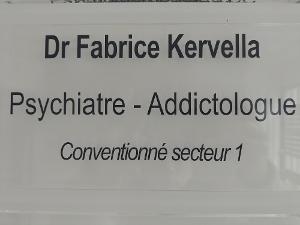 Dr Fabrice Kervella
Psychiatre - Addictologue
Conventionné secteur 1